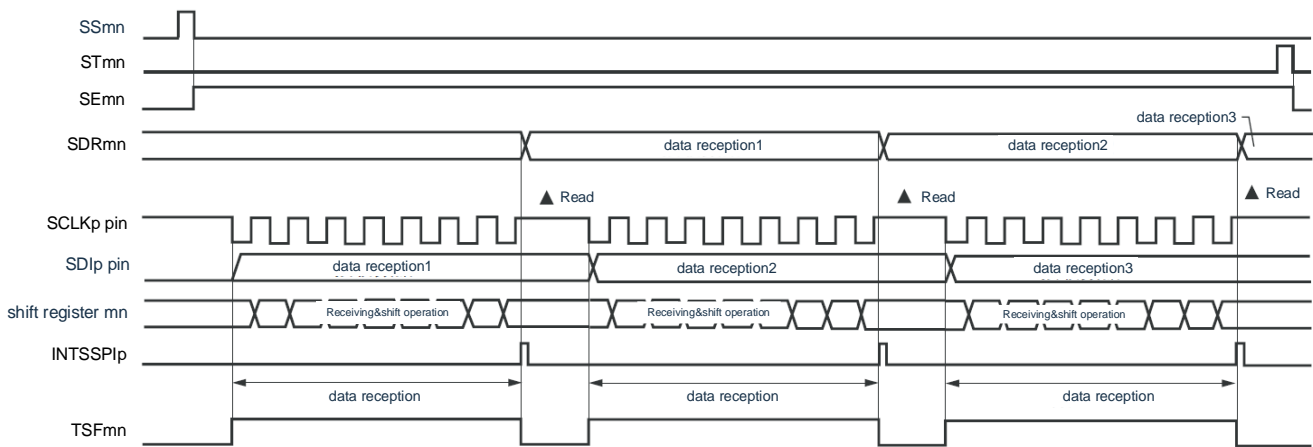 SSmn
STmn
SEmn
data reception3
SDRmn
data reception1
data reception2
▲ Read
▲ Read
▲ Read
SCLKp pin
SDIp pin
data reception1
data reception2
data reception3
shift register mn
Receiving&shift operation
Receiving&shift operation
Receiving&shift operation
INTSSPIp
data reception
data reception
data reception
TSFmn